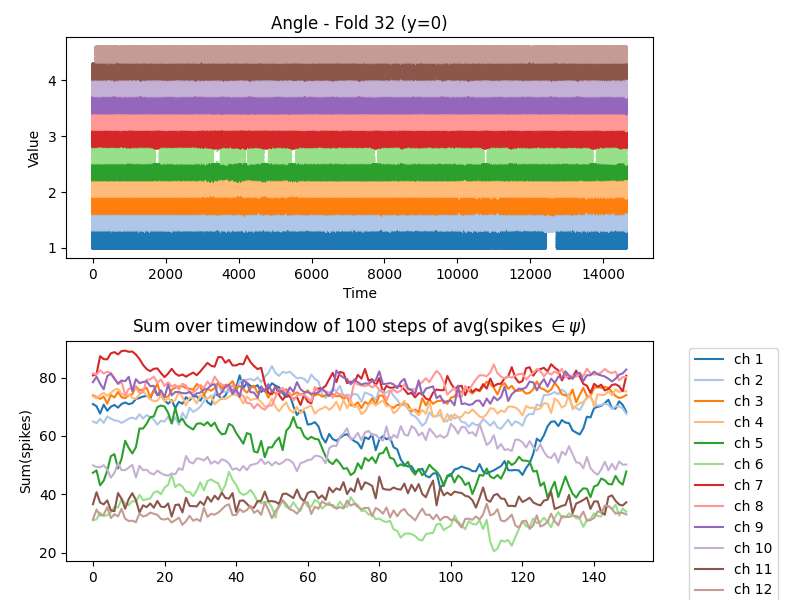 Angle - Fold 32 (y=0)
Value
4
3
2
1
0 2000 4000 6000 8000 10000 12000 14000
Time
Sum over timewindow of 100 steps of avg(spikes ∈ ψ)
Sum(spikes)
80
60
40
20
0 20 40 60 80 100 120 140
ch 1
ch 2
ch 3
ch 4
ch 5
ch 6
ch 7
ch 8
ch 9
ch 10
ch 11
ch 12